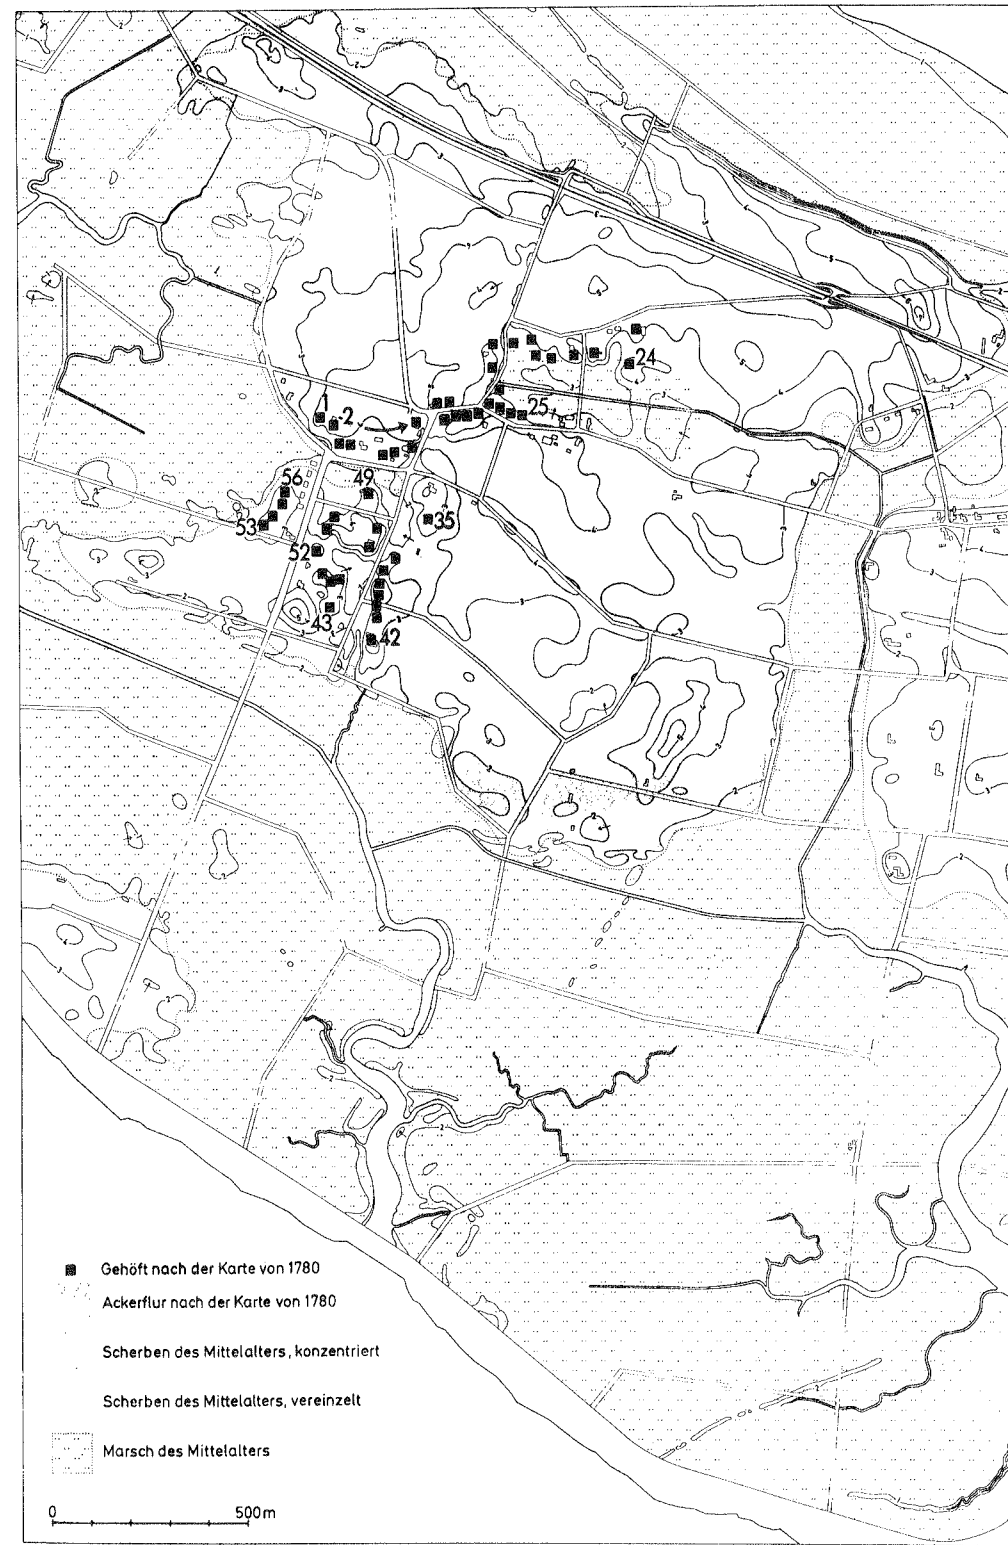 24
1
2
25
56
49
53
35
52
43
42
Gehöft nach der Karte von 1780
Ackerflur nach der Karte von 1780
Scherben des Mittelalters, konzentriert
Scherben des Mittelalters, vereinzelt
Marsch des Mittelalters
0 500m